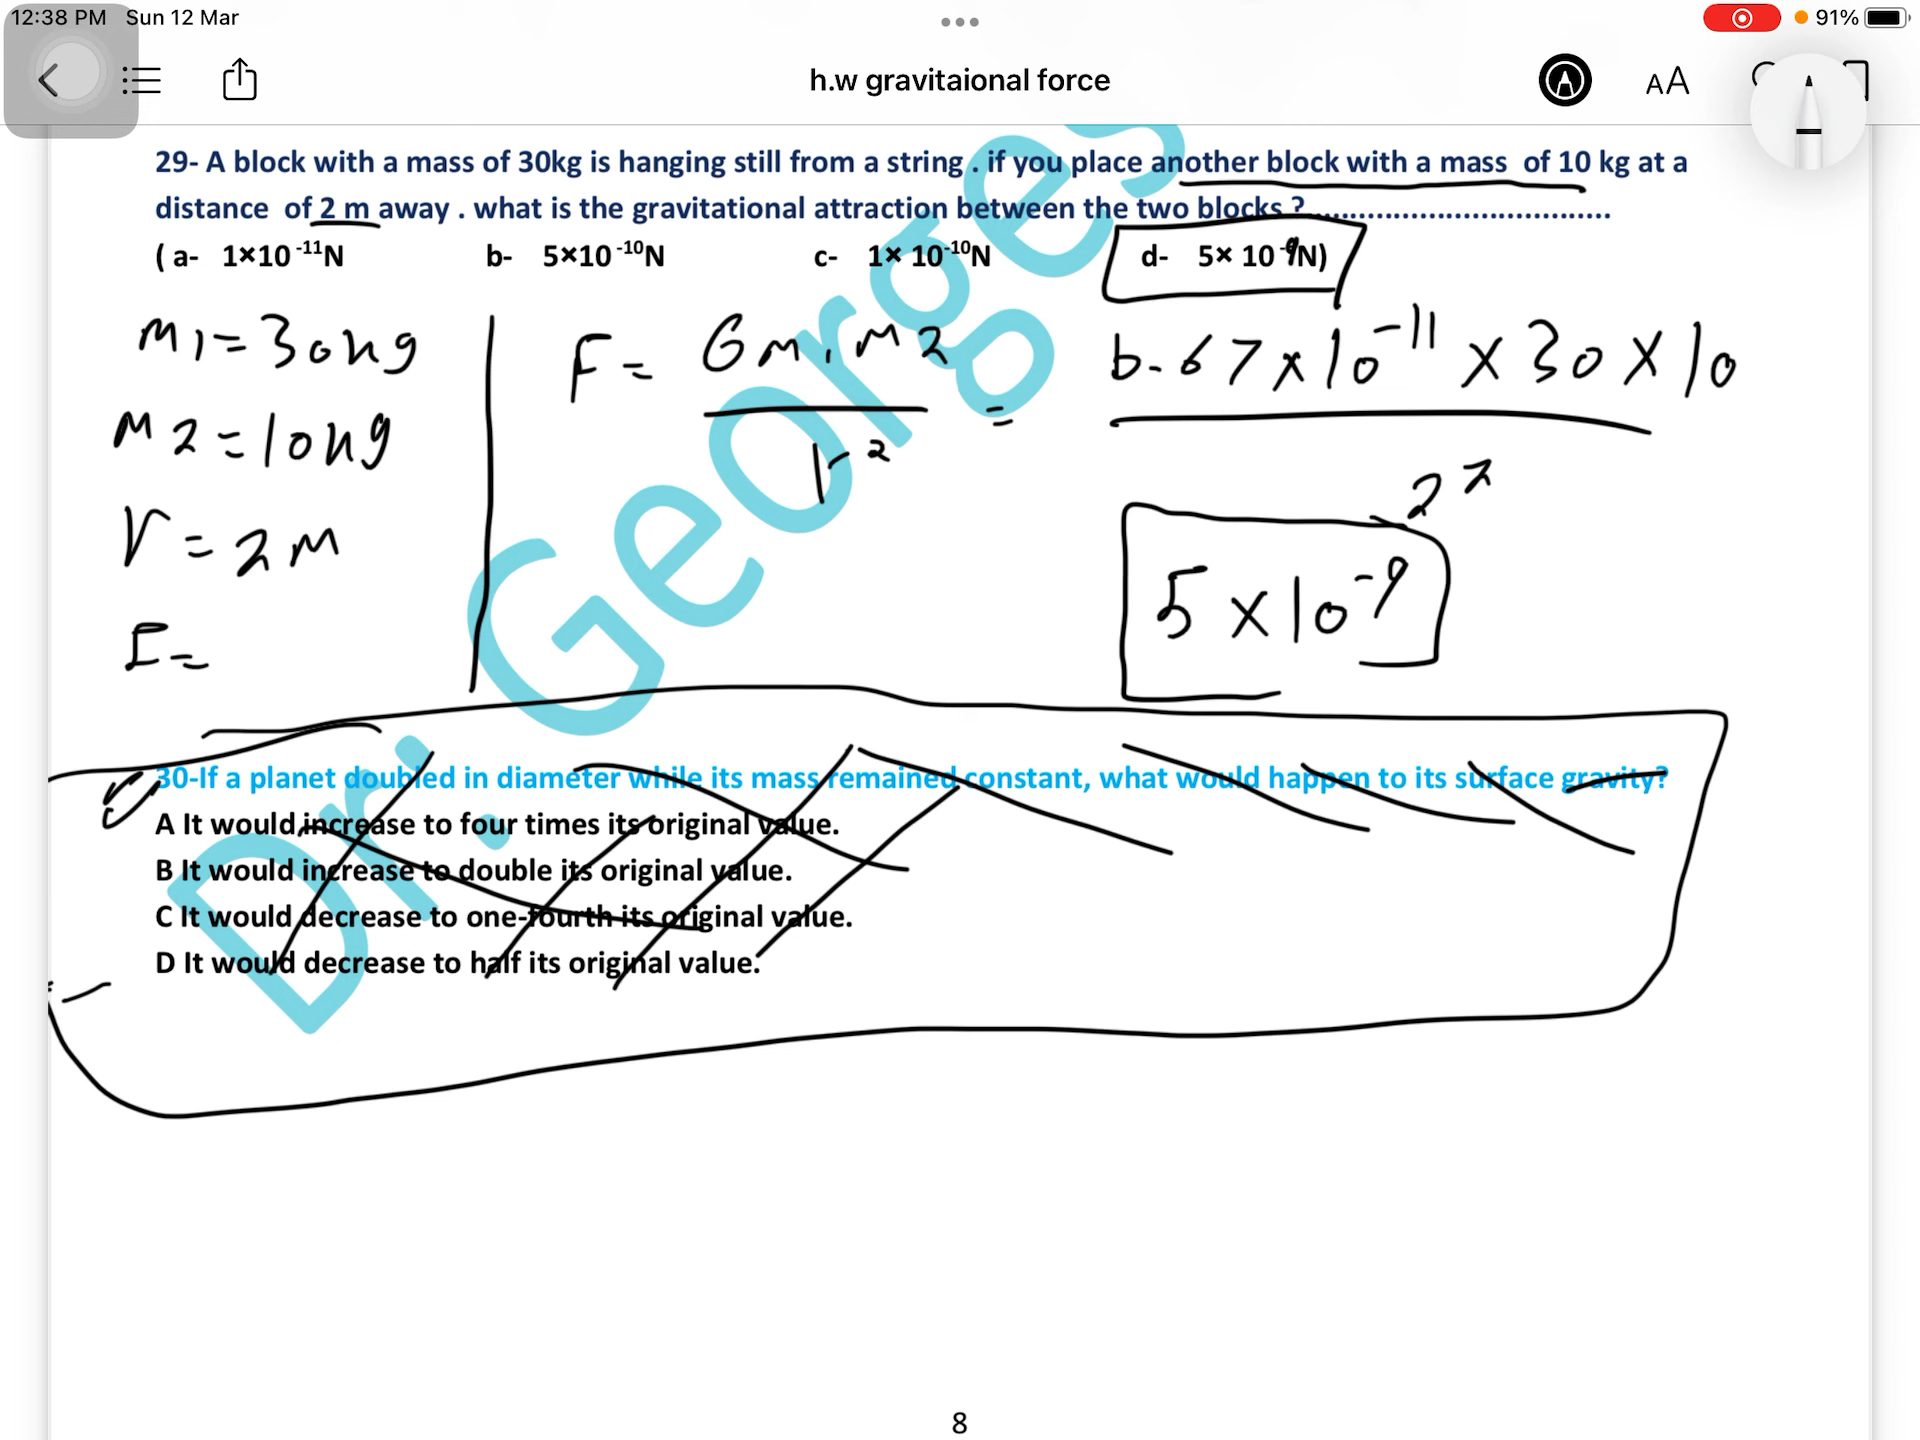 12:38 PM Sun 12 Mar
91%
h.w gravitaional force
AA
29- A block with a mass of 30kg is hanging still from a string . if you place another block with a mass of 10 kg at a
distance of 2 m away . what is the gravitational attraction between the two blocks ?....................................
( a- 1×10 -11N b- 5×10 -10N c- 1× 10-10N d- 5× 10 -9N)
M1=30kg
M2=10kg
r=2M
F=
F= GM1M2 / r² =
6.67×10-11 ×30×10
2²
5×10-9
30-If a planet doubled in diameter while its mass remained constant, what would happen to its surface gravity?
A It would increase to four times its original value.
B It would increase to double its original value.
C It would decrease to one-fourth its original value.
D It would decrease to half its original value.
Dr. Georges
8